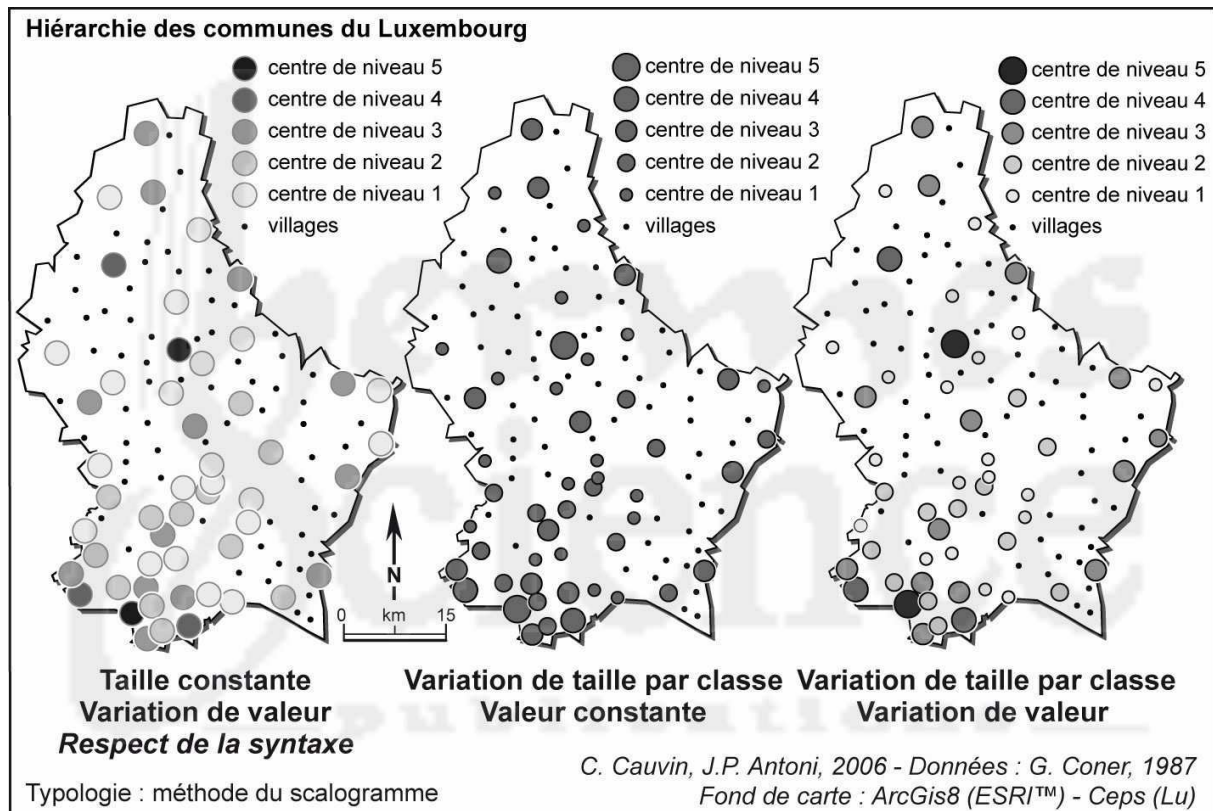 Hiérarchie des communes du Luxembourg
centre de niveau 5
centre de niveau 4
centre de niveau 3
centre de niveau 2
centre de niveau 1
villages
centre de niveau 5
centre de niveau 4
centre de niveau 3
centre de niveau 2
centre de niveau 1
villages
centre de niveau 5
centre de niveau 4
centre de niveau 3
centre de niveau 2
centre de niveau 1
villages
N
0 km 15
Taille constante
Variation de valeur
Respect de la syntaxe
Variation de taille par classe
Valeur constante
Variation de taille par classe
Variation de valeur
Typologie : méthode du scalogramme
C. Cauvin, J.P. Antoni, 2006 - Données : G. Coner, 1987
Fond de carte : ArcGis8 (ESRI™) - Ceps (Lu)
hermes
Science
publications